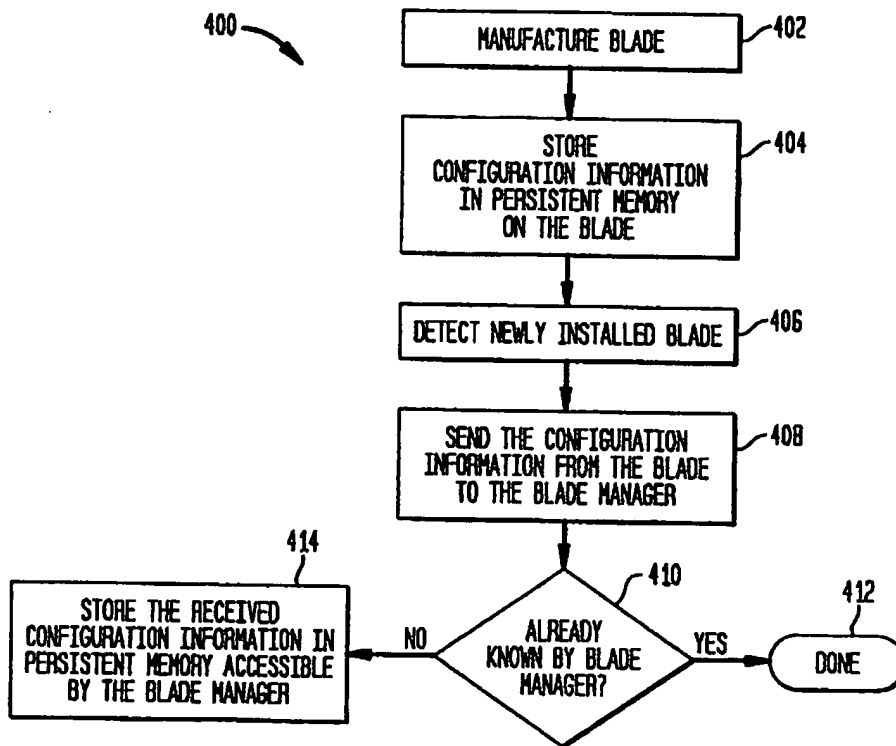 400
MANUFACTURE BLADE
402
STORE
CONFIGURATION INFORMATION
IN PERSISTENT MEMORY
ON THE BLADE
404
DETECT NEWLY INSTALLED BLADE
406
SEND THE CONFIGURATION
INFORMATION FROM THE BLADE
TO THE BLADE MANAGER
408
414
STORE THE RECEIVED
CONFIGURATION INFORMATION IN
PERSISTENT MEMORY ACCESSIBLE
BY THE BLADE MANAGER
NO
410
ALREADY
KNOWN BY BLADE
MANAGER?
YES
412
DONE